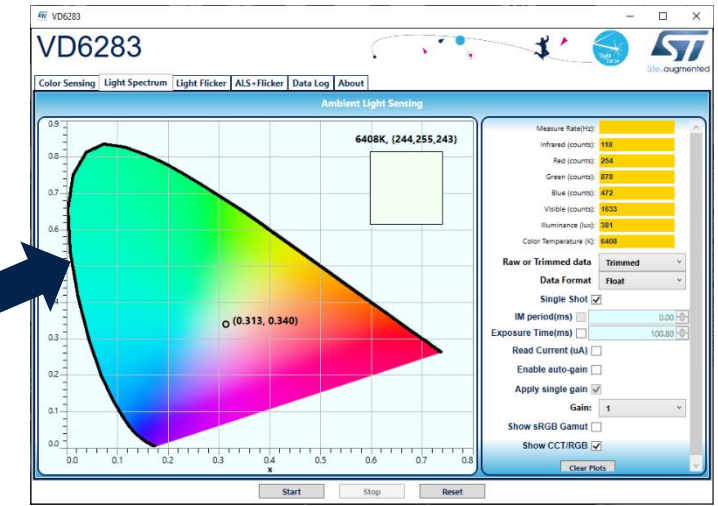 VD6283
VD6283
Light
Sense
life.augmented
Color Sensing Light Spectrum Light Flicker ALS+Flicker Data Log About
Ambient Light Sensing
0.9
0.8
0.7
0.6
4
0.3
0.2
0.1
0.0
0.0 0.1 0.2 0.3 0.4 0.5 0.6 0.7 0.8
x
6408K, (244,255,243)
(0.313, 0.340)
Measure Rate(Hz):
Infrared (counts): 118
Red (counts): 254
Green (counts): 878
Blue (counts): 472
Visible (counts): 1633
Illuminance (lux): 381
Color Temperature (K): 6408
Raw or Trimmed data Trimmed
Data Format Float
Single Shot
IM period(ms) 0.00
Exposure Time(ms) 100.80
Read Current (uA)
Enable auto-gain
Apply single gain
Gain: 1
Show sRGB Gamut
Show CCT/RGB
Clear Plots
Start Stop Reset